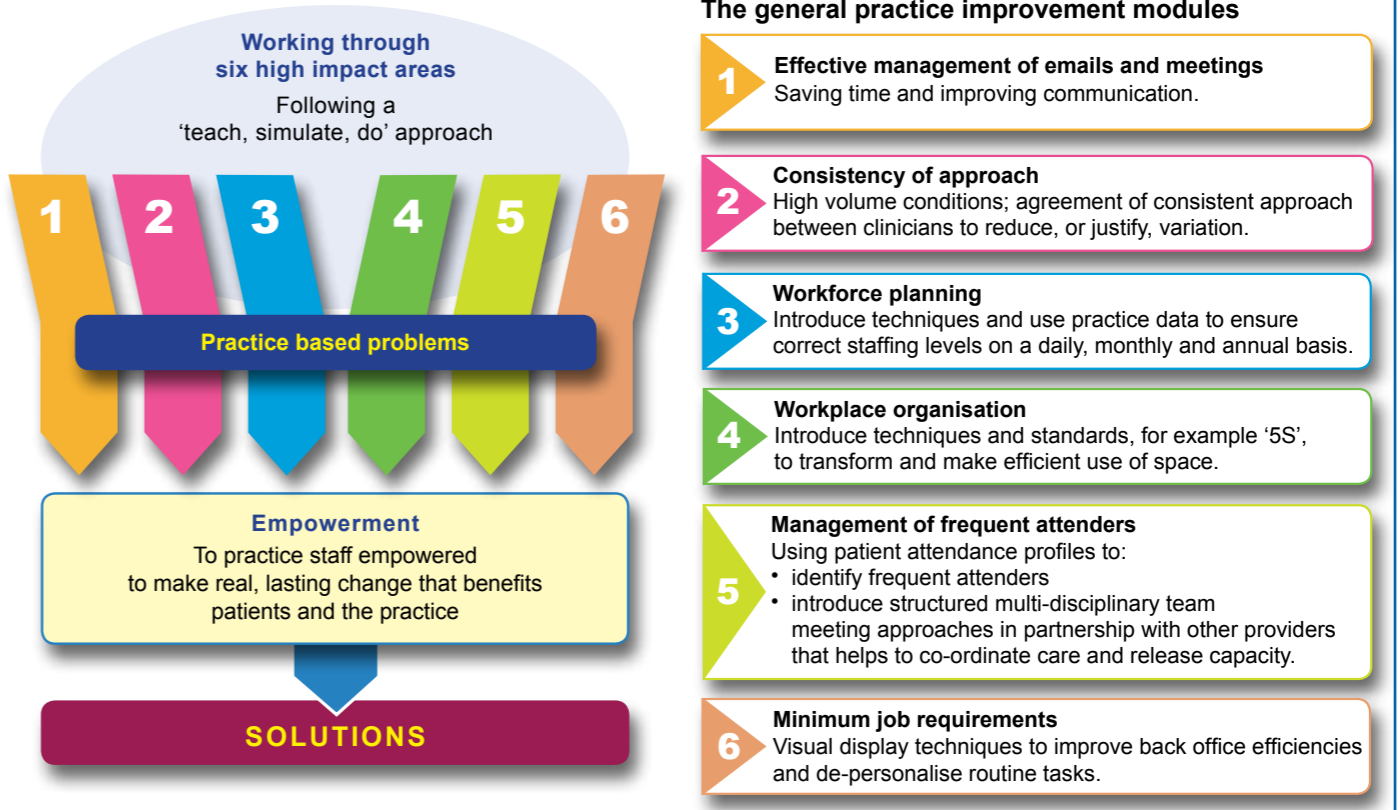 Working through
six high impact areas
Following a
‘teach, simulate, do’ approach
1 2 3 4 5 6
Practice based problems
Empowerment
To practice staff empowered
to make real, lasting change that benefits
patients and the practice
SOLUTIONS
The general practice improvement modules
1
Effective management of emails and meetings
Saving time and improving communication.
2
Consistency of approach
High volume conditions; agreement of consistent approach
between clinicians to reduce, or justify, variation.
3
Workforce planning
Introduce techniques and use practice data to ensure
correct staffing levels on a daily, monthly and annual basis.
4
Workplace organisation
Introduce techniques and standards, for example ‘5S’,
to transform and make efficient use of space.
5
Management of frequent attenders
Using patient attendance profiles to:
• identify frequent attenders
• introduce structured multi-disciplinary team
meeting approaches in partnership with other providers
that helps to co-ordinate care and release capacity.
6
Minimum job requirements
Visual display techniques to improve back office efficiencies
and de-personalise routine tasks.